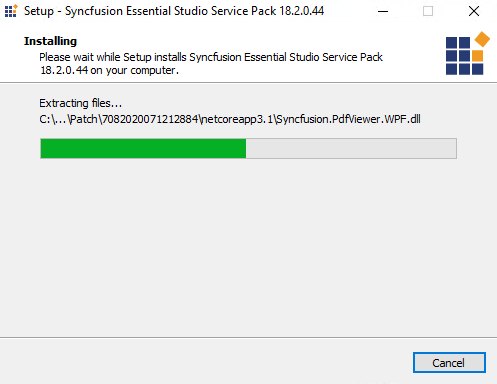 Setup - Syncfusion Essential Studio Service Pack 18.2.0.44
Installing
Please wait while Setup installs Syncfusion Essential Studio Service Pack
18.2.0.44 on your computer.
Extracting files...
C:\...\Patch\7082020071212884\netcoreapp3.1\Syncfusion.PdfViewer.WPF.dll
Cancel